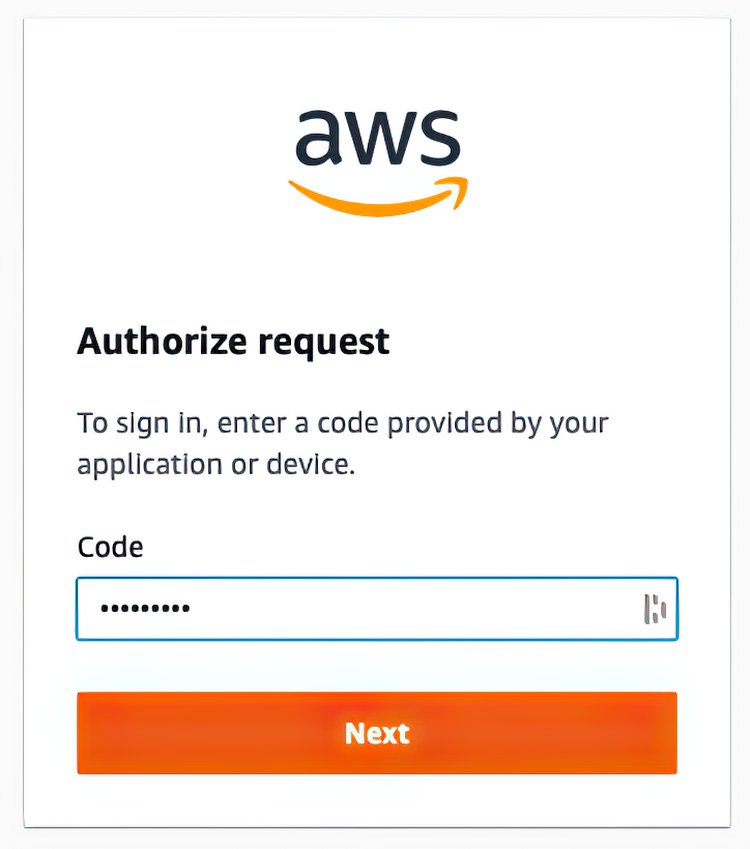 aws
Authorize request
To sign in, enter a code provided by your
application or device.
Code
•••••••••
Next